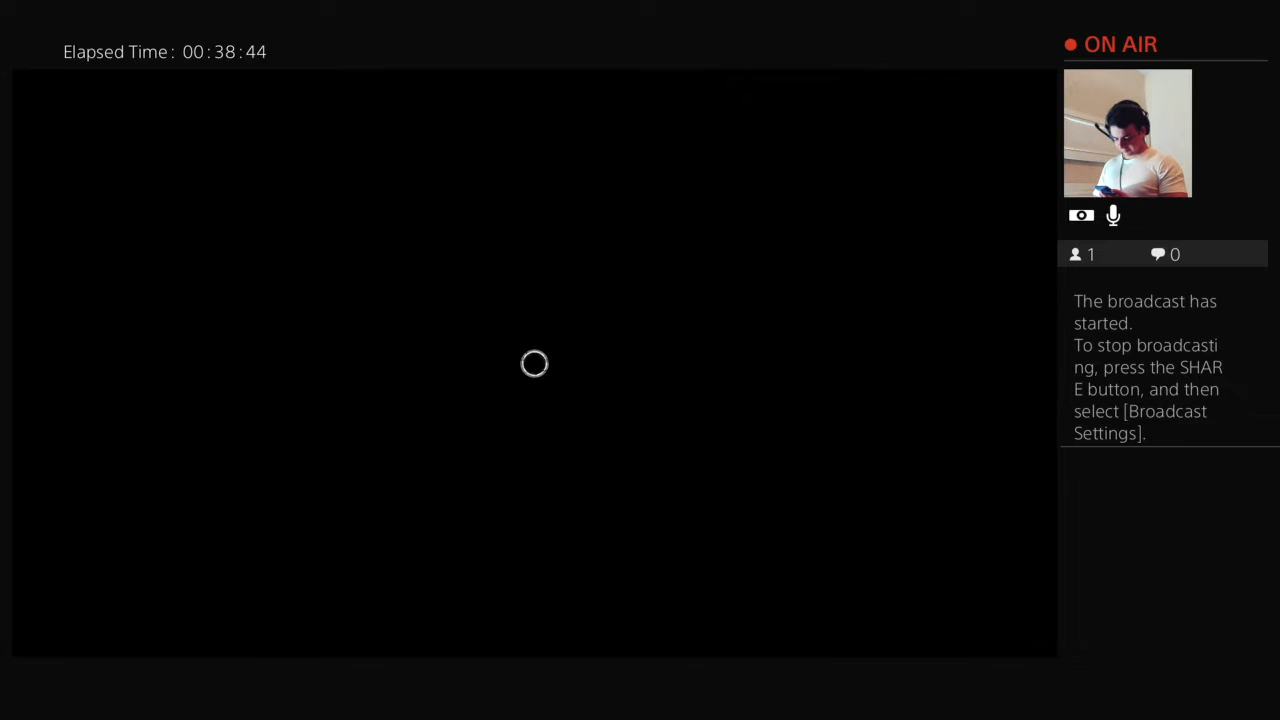 Elapsed Time: 00:38:44
ON AIR
1 0
The broadcast has
started.
To stop broadcasti
ng, press the SHAR
E button, and then
select [Broadcast
Settings].